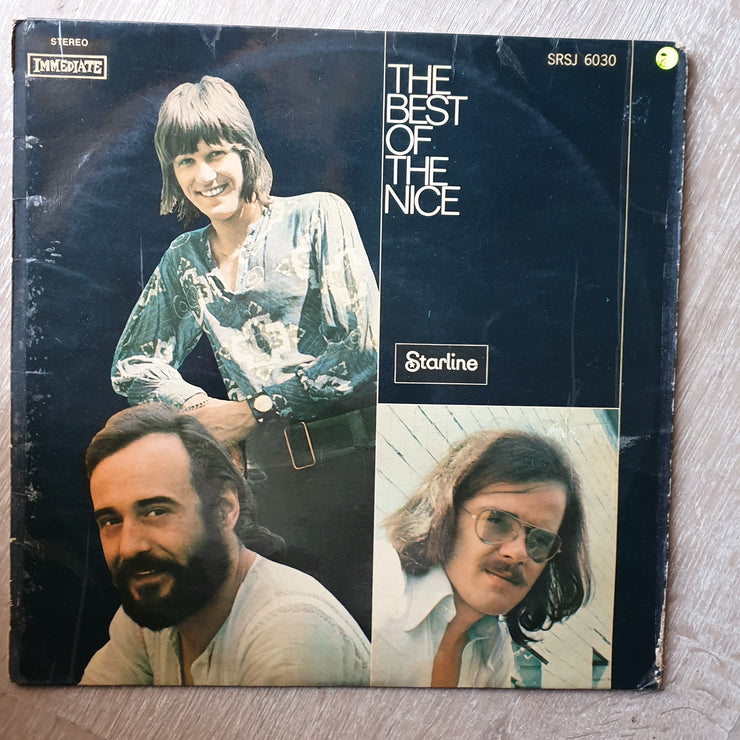 STEREO
IMMEDIATE
SRSJ 6030
THE
BEST
OF
THE
NICE
Starline